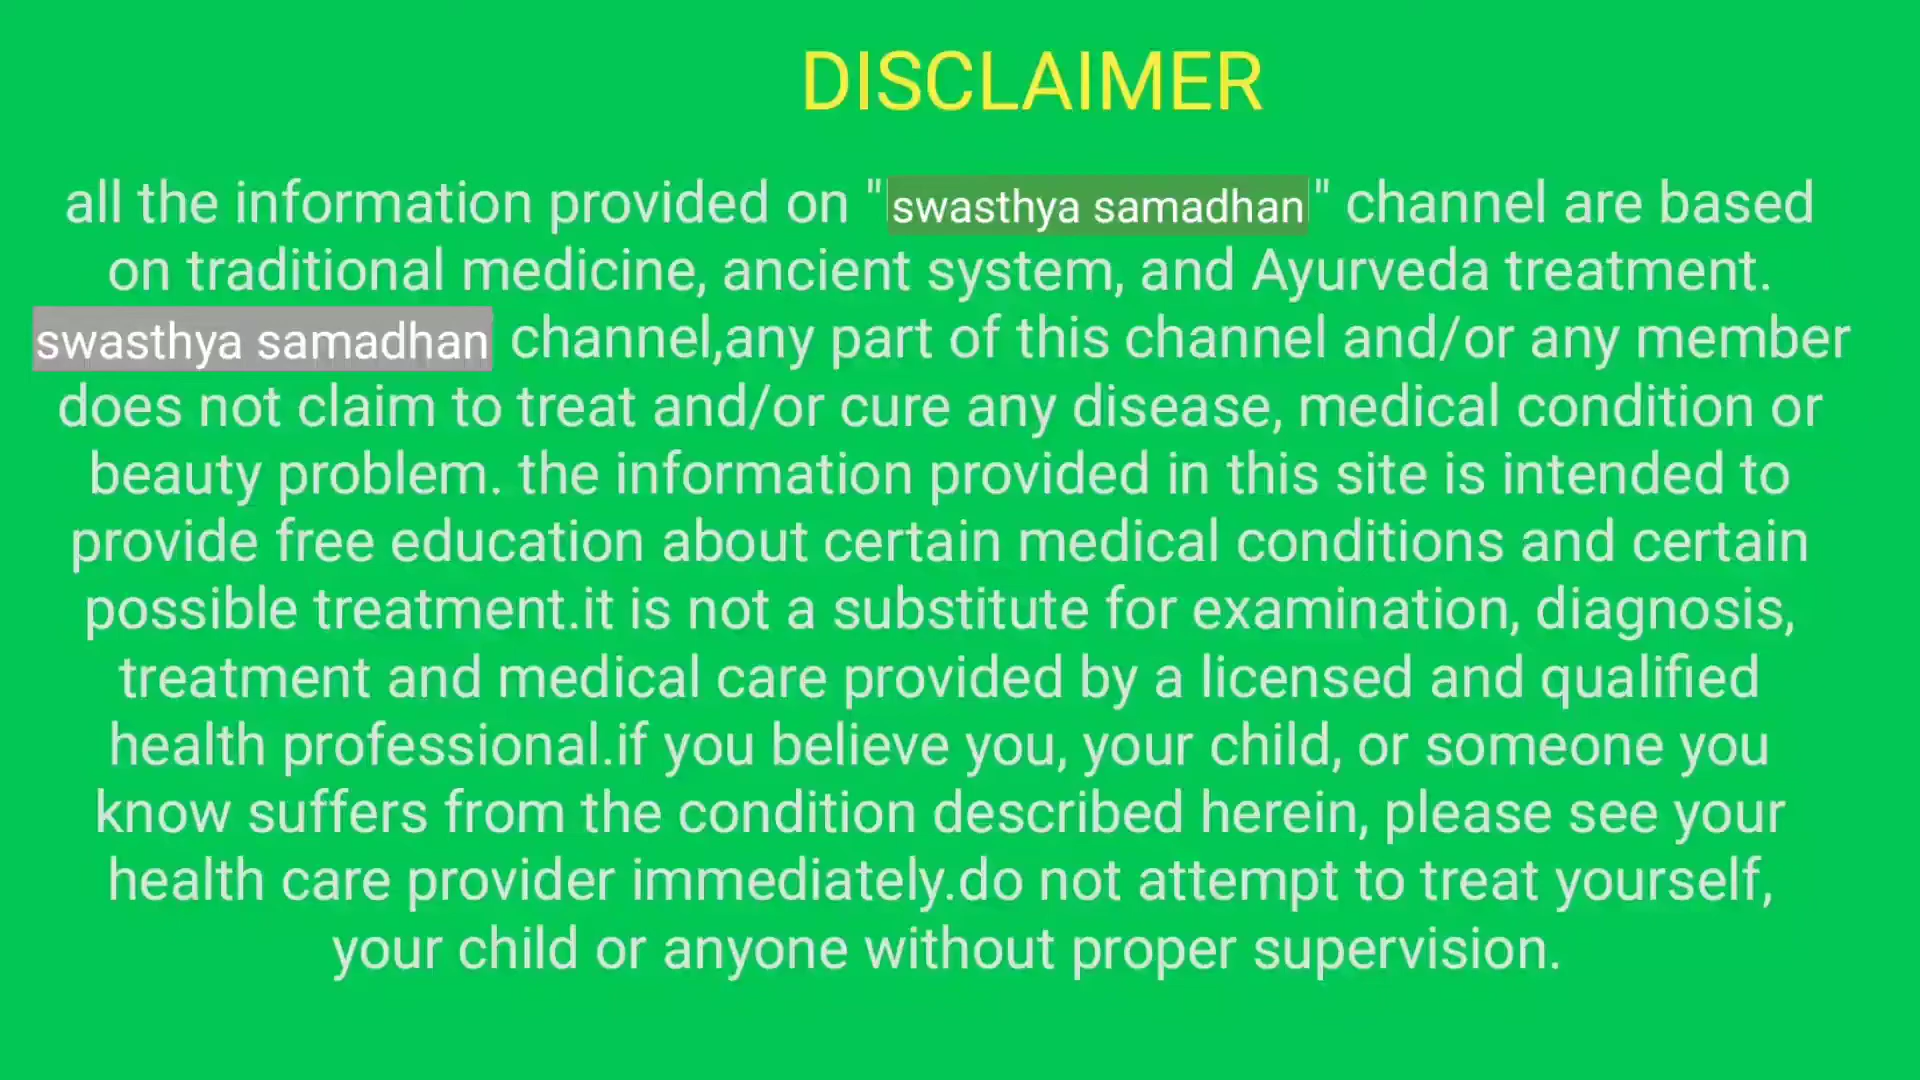 DISCLAIMER
all the information provided on "swasthya samadhan" channel are based
on traditional medicine, ancient system, and Ayurveda treatment.
swasthya samadhan channel,any part of this channel and/or any member
does not claim to treat and/or cure any disease, medical condition or
beauty problem. the information provided in this site is intended to
provide free education about certain medical conditions and certain
possible treatment.it is not a substitute for examination, diagnosis,
treatment and medical care provided by a licensed and qualified
health professional.if you believe you, your child, or someone you
know suffers from the condition described herein, please see your
health care provider immediately.do not attempt to treat yourself,
your child or anyone without proper supervision.